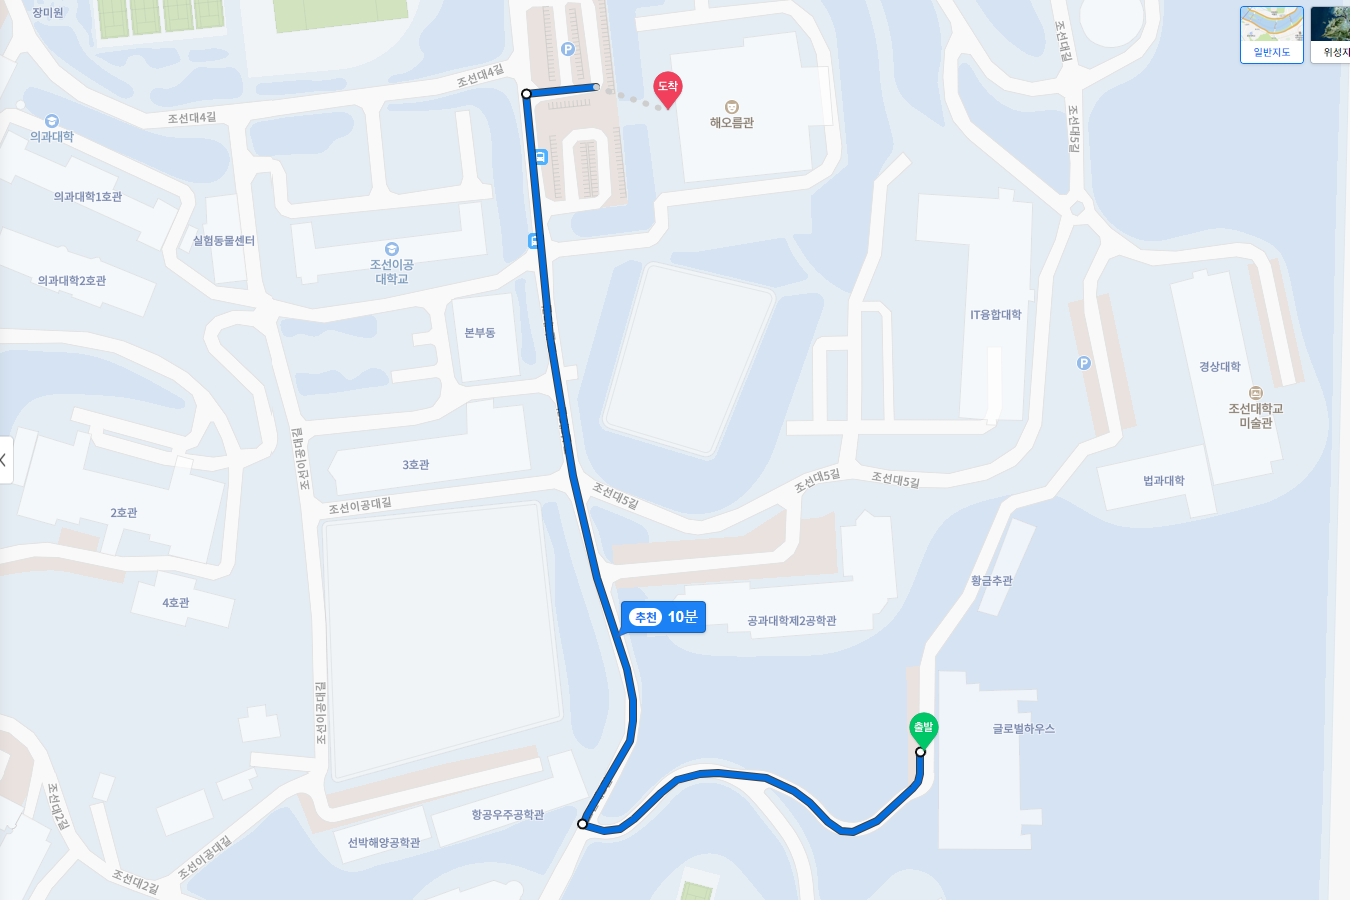 장미원
일반지도
위성지
조선대길
P
조선대4길
도착
조선대4길
해오름관
의과대학
조선대5길
의과대학1호관
실험동물센터
조선이공
대학교
의과대학2호관
IT융합대학
본부동
P
경상대학
조선대학교
미술관
3호관
조선이공대길
조선대5길
조선대5길
법과대학
조선대5길
조선이공대길
2호관
황금추관
4호관
추천 10분
공과대학제2공학관
조선이공대길
출발
글로벌하우스
조선대2길
항공우주공학관
선박해양공학관
조선이공대길
조선대2길